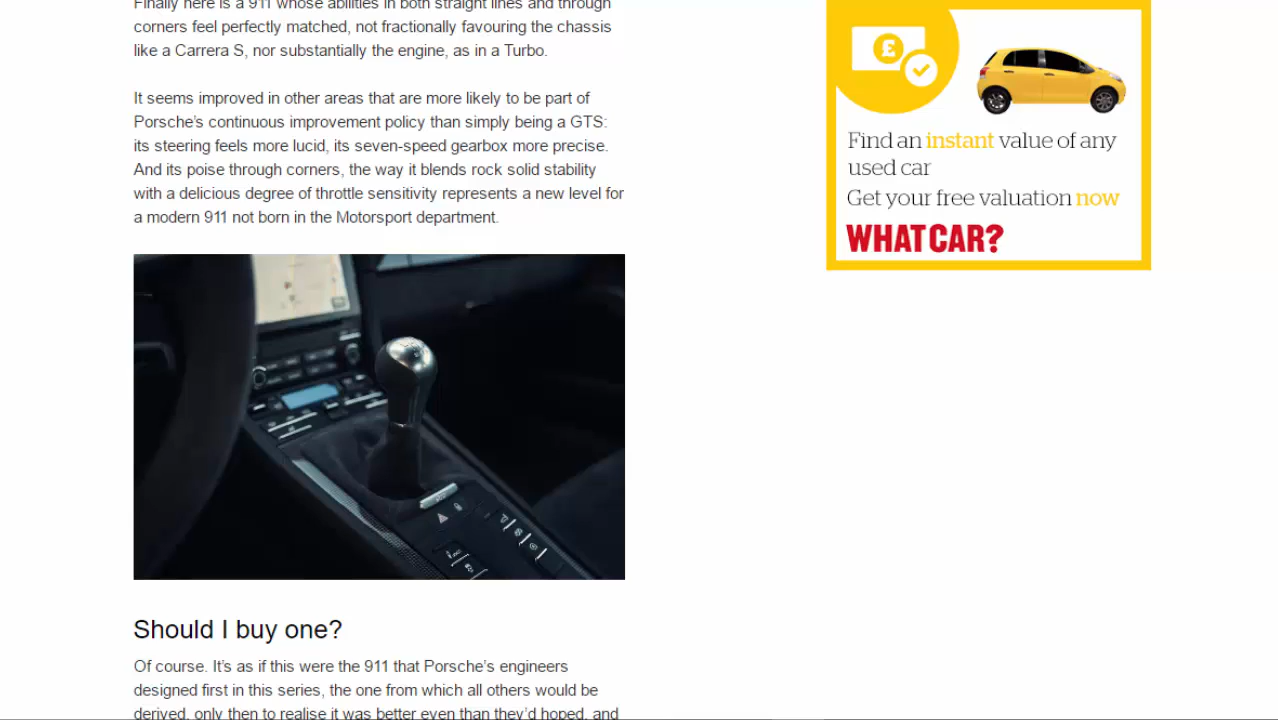 Finally here is a 911 whose abilities in both straight lines and through
corners feel perfectly matched, not fractionally favouring the chassis
like a Carrera S, nor substantially the engine, as in a Turbo.
It seems improved in other areas that are more likely to be part of
Porsche’s continuous improvement policy than simply being a GTS:
its steering feels more lucid, its seven-speed gearbox more precise.
And its poise through corners, the way it blends rock solid stability
with a delicious degree of throttle sensitivity represents a new level for
a modern 911 not born in the Motorsport department.
Should I buy one?
Of course. It’s as if this were the 911 that Porsche’s engineers
designed first in this series, the one from which all others would be
derived, only then to realise it was better even than they’d hoped, and
£
Find an instant value of any
used car
Get your free valuation now
WHAT CAR?